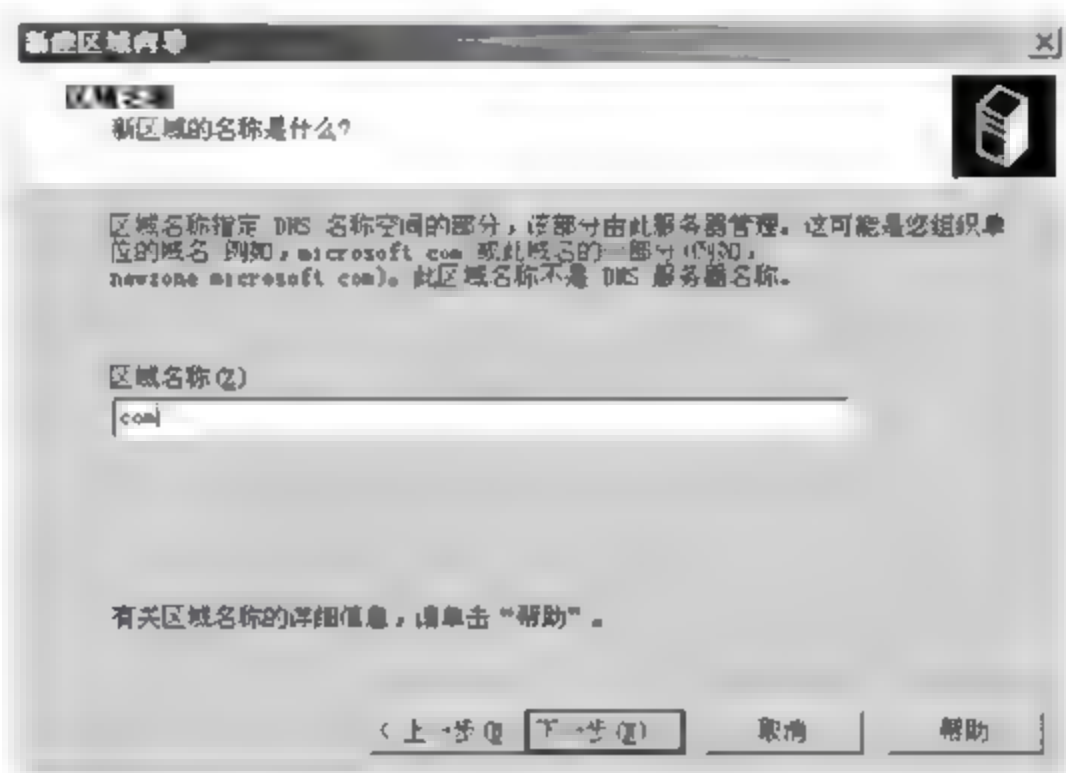 新建区域向导
区域名称
新区域的名称是什么?
区域名称指定 DNS 名称空间的部分，该部分由此服务器管理。这可能是您组织单
位的域名 例如，microsoft com 或此域名的一部分(例如，
newzone microsoft com)。此区域名称不是 DNS 服务器名称。
区域名称(Z)
com
有关区域名称的详细信息，请单击“帮助”。
< 上一步(B 下一步(N) 取消 帮助